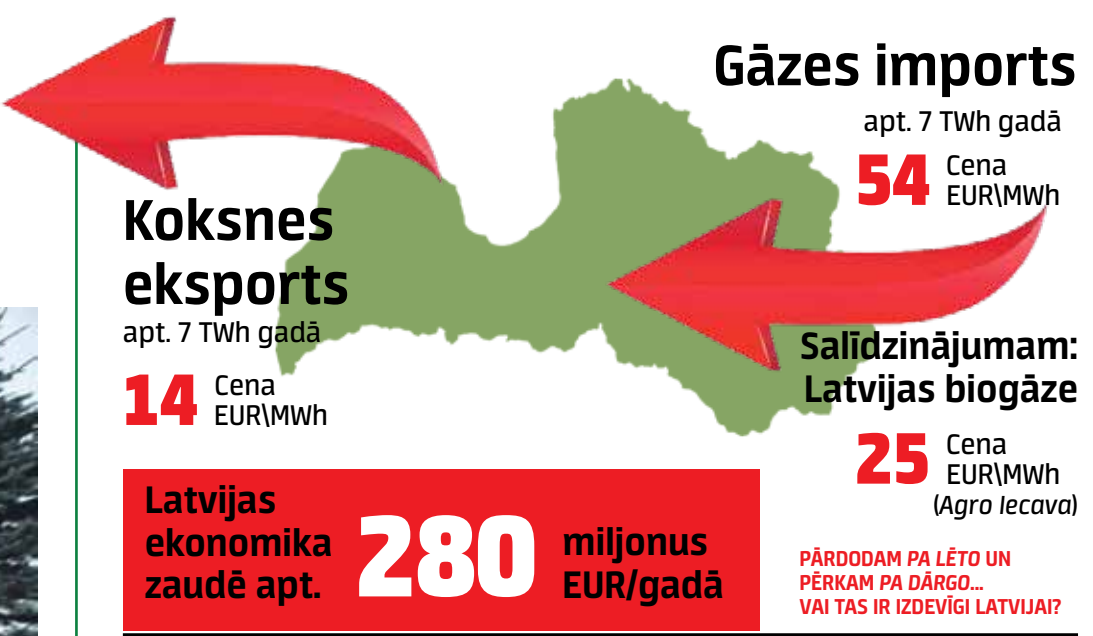 Gāzes imports
apt. 7 TWh gadā
54 Cena
EUR\MWh
Koksnes
eksports
apt. 7 TWh gadā
14 Cena
EUR\MWh
Salīdzinājumam:
Latvijas biogāze
25 Cena
EUR\MWh
(Agro Iecava)
Latvijas
ekonomika
zaudē apt.
280
miljonus
EUR/gadā
PĀRDODAM PA LĒTO UN
PĒRKAM PA DĀRGO...
VAI TAS IR IZDEVĪGI LATVIJAI?